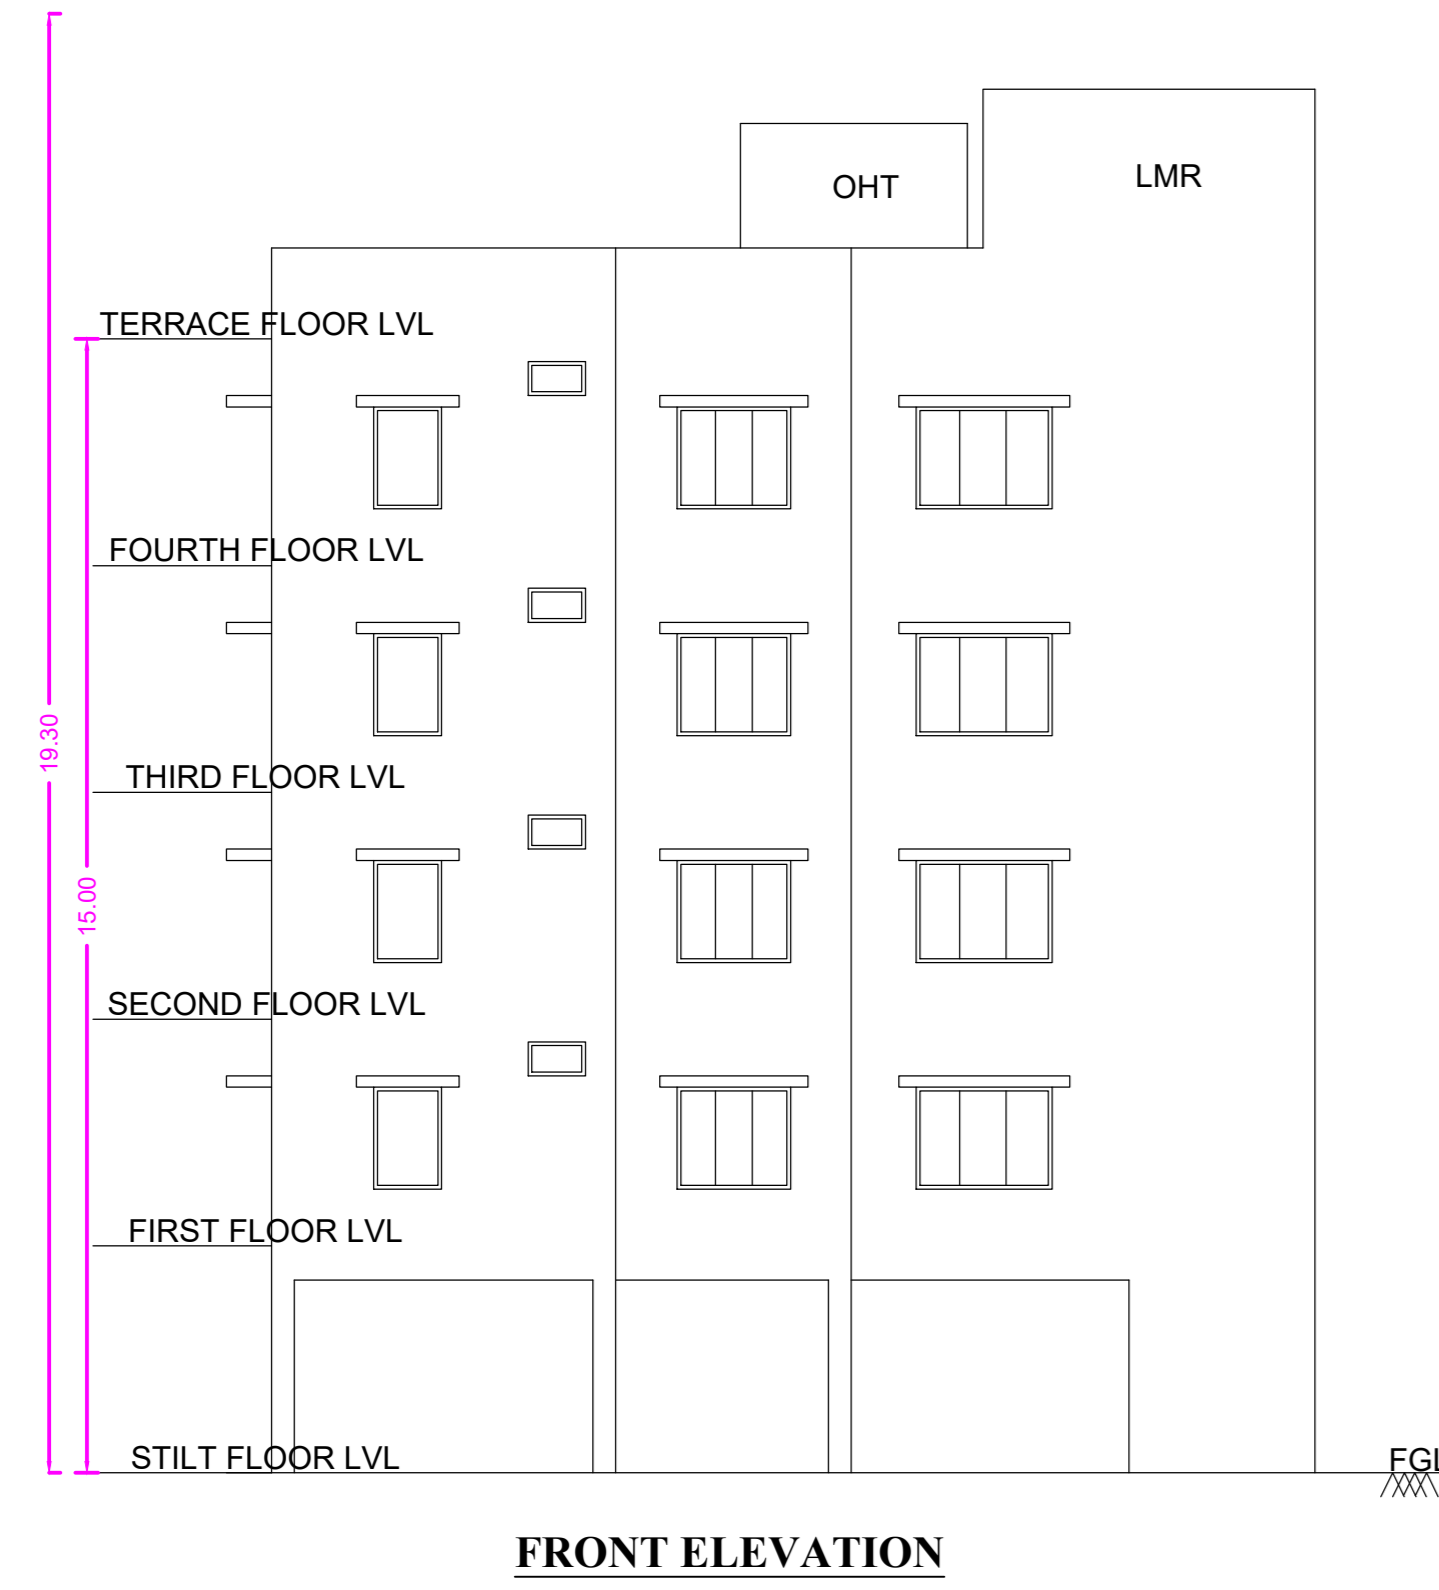 OHT
LMR
TERRACE FLOOR LVL
FOURTH FLOOR LVL
19.30
THIRD FLOOR LVL
15.00
SECOND FLOOR LVL
FIRST FLOOR LVL
STILT FLOOR LVL
FGL
FRONT ELEVATION